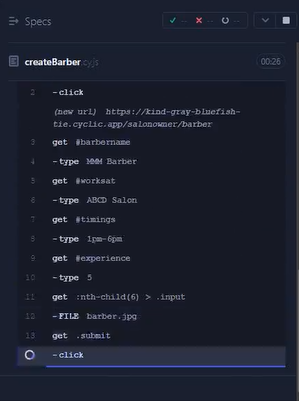 Specs
-- -- --
createBarber.cy.js 00:26
2 -click
(new url) https://kind-gray-bluefish-
tie.cyclic.app/salonowner/barber
3 get #barbername
4 -type MMM Barber
5 get #worksat
6 -type ABCD Salon
7 get #timings
8 -type 1pm-6pm
9 get #experience
10 -type 5
11 get :nth-child(6) > .input
12 -FILE barber.jpg
13 get .submit
-click